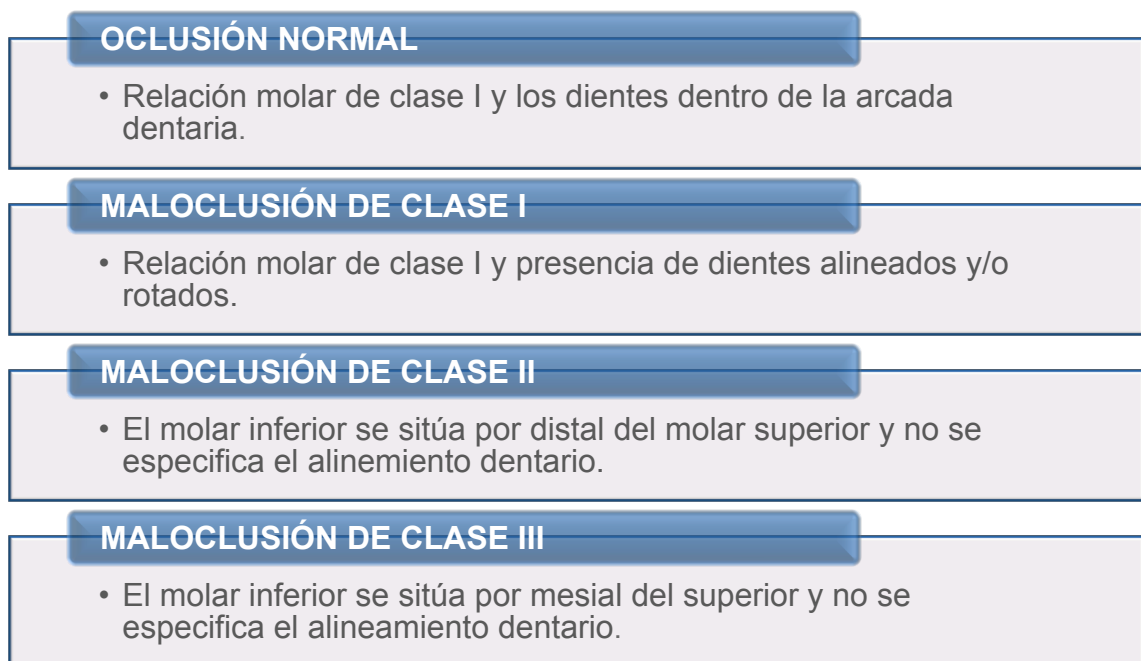 OCLUSIÓN NORMAL
• Relación molar de clase I y los dientes dentro de la arcada
dentaria.
MALOCLUSIÓN DE CLASE I
• Relación molar de clase I y presencia de dientes alineados y/o
rotados.
MALOCLUSIÓN DE CLASE II
• El molar inferior se sitúa por distal del molar superior y no se
especifica el alinemiento dentario.
MALOCLUSIÓN DE CLASE III
• El molar inferior se sitúa por mesial del superior y no se
especifica el alineamiento dentario.